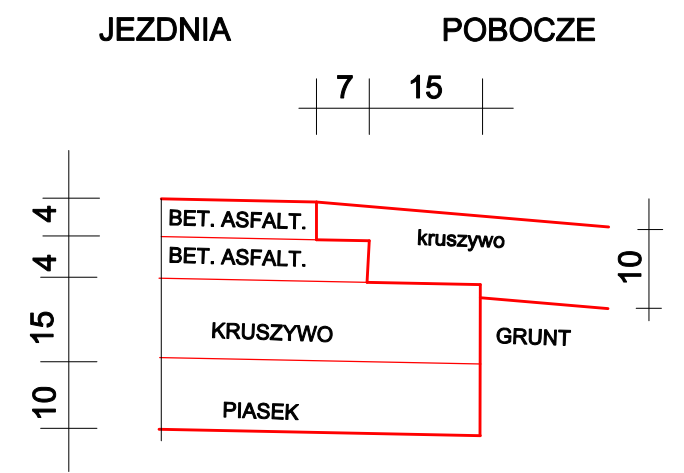 JEZDNIA POBOCZE
7 15
4 BET. ASFALT.
kruszywo
4 BET. ASFALT.
10
15 KRUSZYWO GRUNT
10 PIASEK